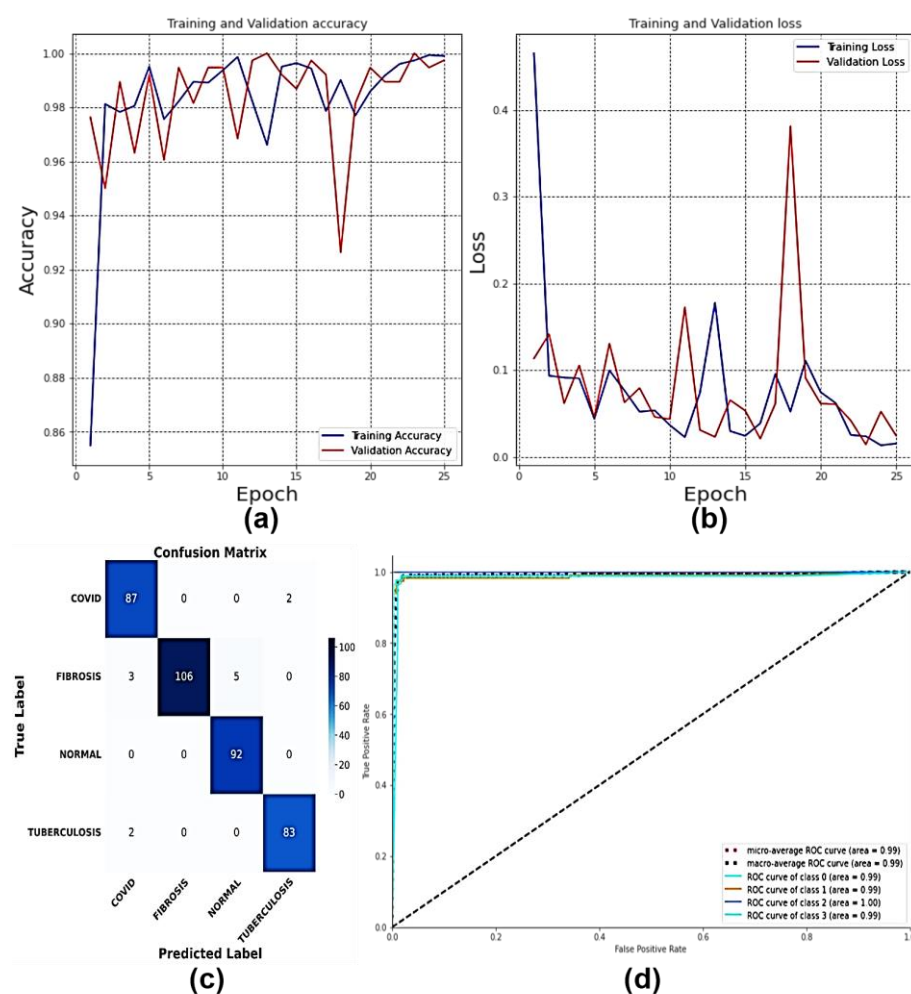 Training and Validation accuracy
1.00
0.98
0.96
0.94
0.92
0.90
0.88
0.86
Accuracy
Training Accuracy
Validation Accuracy
0 5 10 15 20 25
Epoch
(a)
Training and Validation loss
Training Loss
Validation Loss
0.4
0.3
0.2
0.1
0.0
Loss
0 5 10 15 20 25
Epoch
(b)
Confusion Matrix
COVID 87 0 0 2
FIBROSIS 3 106 5 0
NORMAL 0 0 92 0
TUBERCULOSIS 2 0 0 83
True Label
100
80
60
40
20
0
COVID FIBROSIS NORMAL TUBERCULOSIS
Predicted Label
(c)
1.0
0.8
0.6
0.4
0.2
0.0
True Positive Rate
micro-average ROC curve (area = 0.99)
macro-average ROC curve (area = 0.99)
ROC curve of class 0 (area = 0.99)
ROC curve of class 1 (area = 0.99)
ROC curve of class 2 (area = 1.00)
ROC curve of class 3 (area = 0.99)
0.0 0.2 0.4 0.6 0.8 1.0
False Positive Rate
(d)